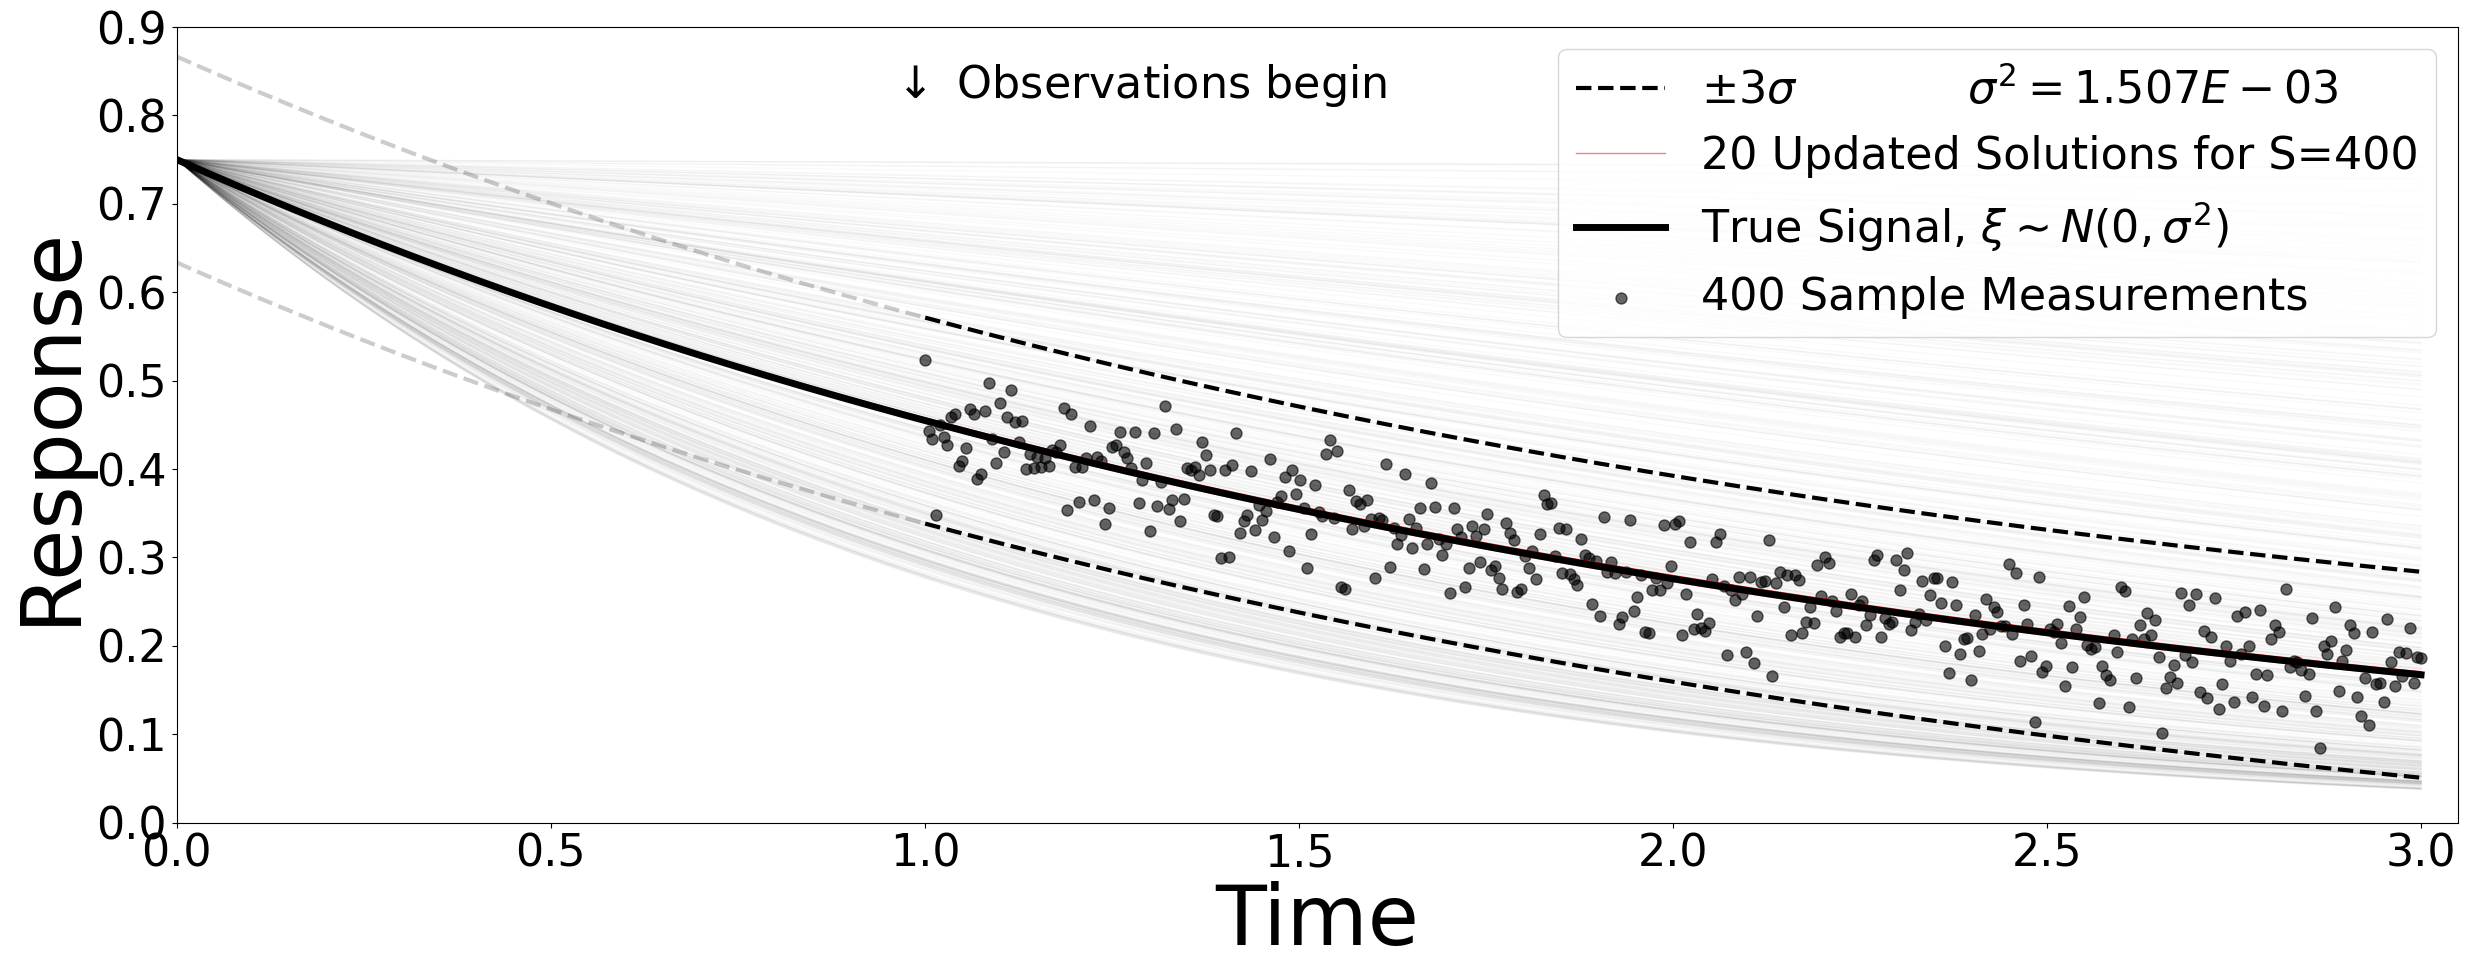 0.9
0.8
0.7
0.6
0.5
0.4
0.3
0.2
0.1
0.0
Response
↓ Observations begin
±3σ σ² = 1.507E − 03
20 Updated Solutions for S=400
True Signal, ξ ∼ N(0, σ²)
400 Sample Measurements
0.0 0.5 1.0 1.5 2.0 2.5 3.0
Time